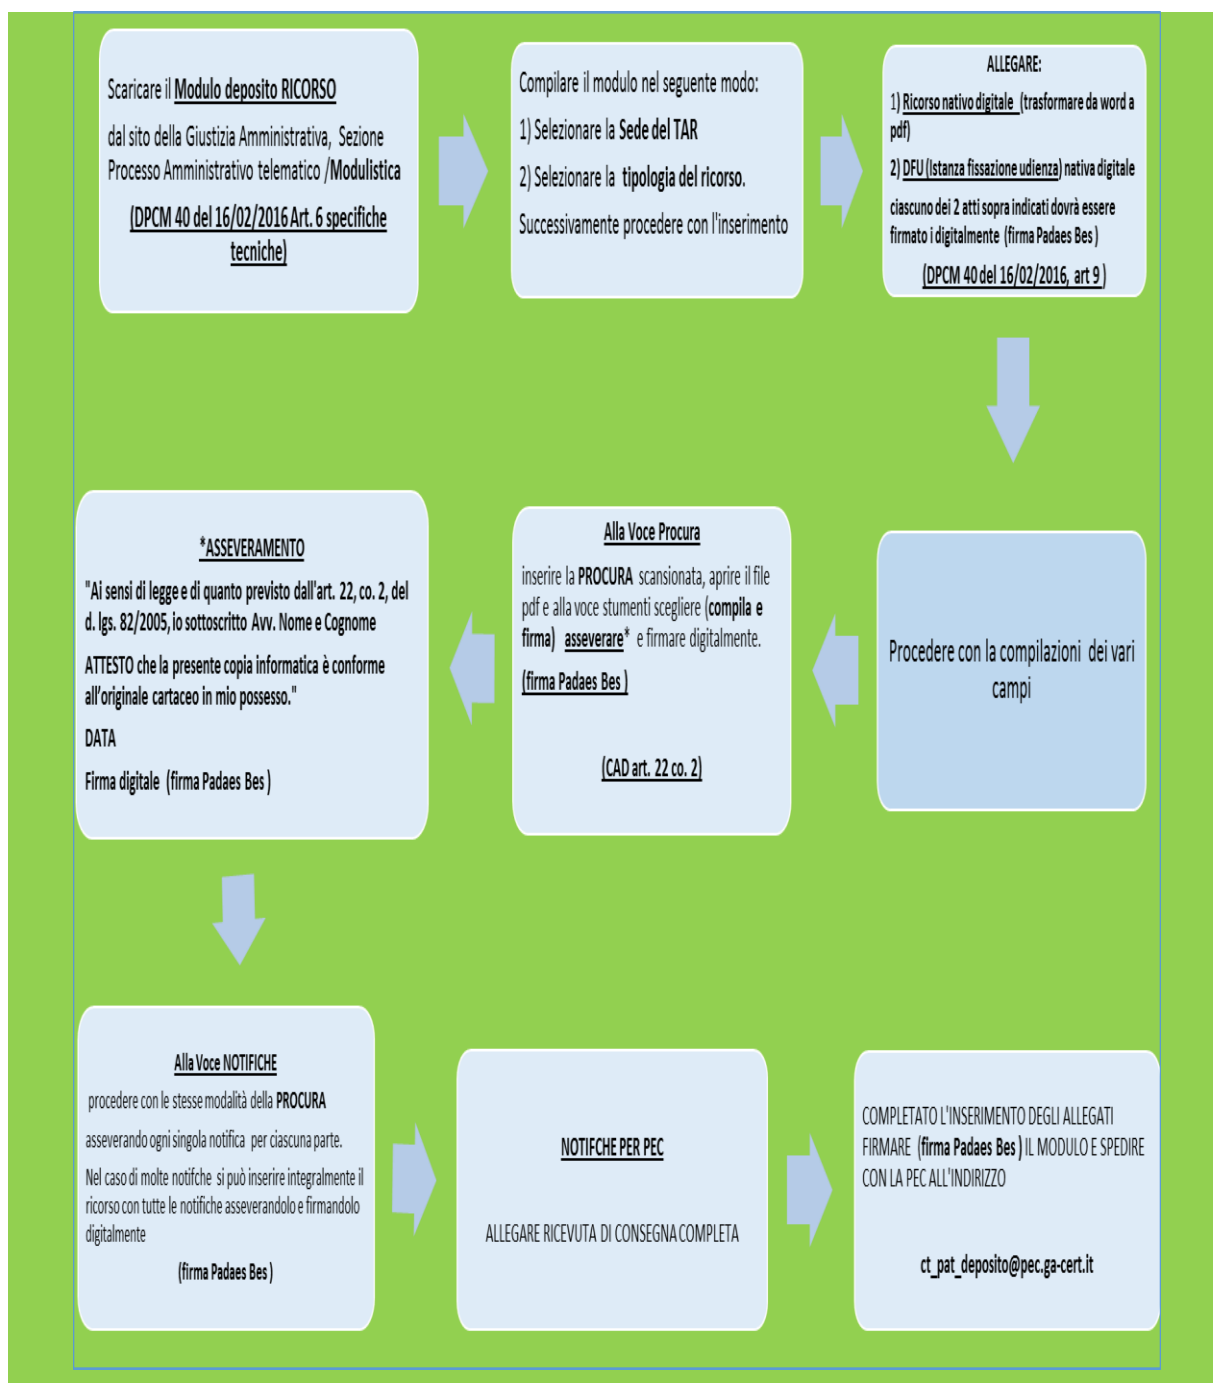 Scaricare il Modulo deposito RICORSO
dal sito della Giustizia Amministrativa, Sezione
Processo Amministrativo telematico /Modulistica
(DPCM 40 del 16/02/2016 Art. 6 specifiche
tecniche)
Compilare il modulo nel seguente modo:
1) Selezionare la Sede del TAR
2) Selezionare la tipologia del ricorso.
Successivamente procedere con l'inserimento
ALLEGARE:
1) Ricorso nativo digitale (trasformare da word a
pdf)
2) DFU (Istanza fissazione udienza) nativa digitale
ciascuno dei 2 atti sopra indicati dovrà essere
firmato i digitalmente (firma Padaes Bes )
(DPCM 40 del 16/02/2016, art 9 )
Procedere con la compilazioni dei vari
campi
Alla Voce Procura
inserire la PROCURA scansionata, aprire il file
pdf e alla voce stumenti scegliere (compila e
firma) asseverare* e firmare digitalmente.
(firma Padaes Bes )
(CAD art. 22 co. 2)
*ASSEVERAMENTO
"Ai sensi di legge e di quanto previsto dall'art. 22, co. 2, del
d. lgs. 82/2005, io sottoscritto Avv. Nome e Cognome
ATTESTO che la presente copia informatica è conforme
all'originale cartaceo in mio possesso."
DATA
Firma digitale (firma Padaes Bes )
Alla Voce NOTIFICHE
procedere con le stesse modalità della PROCURA
asseverando ogni singola notifica per ciascuna parte.
Nel caso di molte notifche si può inserire integralmente il
ricorso con tutte le notifiche asseverandolo e firmandolo
digitalmente
(firma Padaes Bes )
NOTIFCHE PER PEC
ALLEGARE RICEVUTA DI CONSEGNA COMPLETA
COMPLETATO L'INSERIMENTO DEGLI ALLEGATI
FIRMARE (firma Padaes Bes ) IL MODULO E SPEDIRE
CON LA PEC ALL'INDIRIZZO
ct_pat_deposito@pec.ga-cert.it